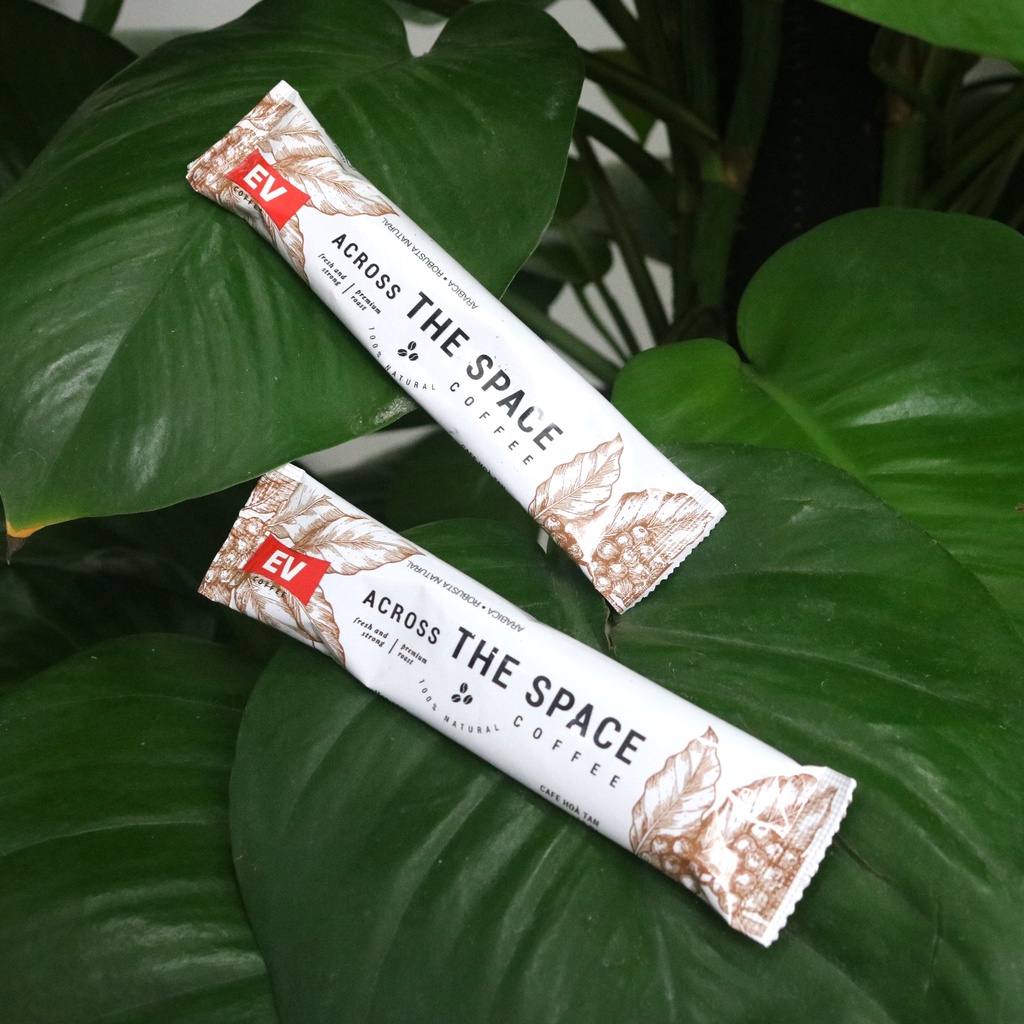 EV
COFFEE
ARABICA • ROBUSTA NATURAL
ACROSS
THE SPACE
COFFEE
fresh and
strong
premium
roast
100% NATURAL
EV
COFFEE
ARABICA • ROBUSTA NATURAL
ACROSS
THE SPACE
COFFEE
fresh and
strong
premium
roast
100% NATURAL
CAFE HOÀ TAN